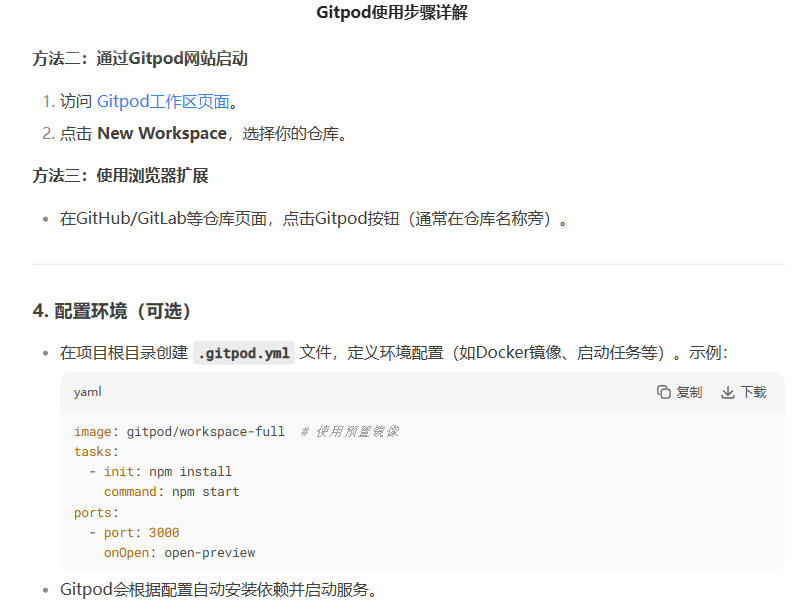 Gitpod使用步骤详解
方法二：通过Gitpod网站启动
1. 访问 Gitpod工作区页面。
2. 点击 New Workspace，选择你的仓库。
方法三：使用浏览器扩展
• 在GitHub/GitLab等仓库页面，点击Gitpod按钮（通常在仓库名称旁）。
4. 配置环境（可选）
• 在项目根目录创建 .gitpod.yml 文件，定义环境配置（如Docker镜像、启动任务等）。示例：
yaml 复制 下载
image: gitpod/workspace-full  # 使用预置镜像
tasks:
  - init: npm install
    command: npm start
ports:
  - port: 3000
    onOpen: open-preview
• Gitpod会根据配置自动安装依赖并启动服务。